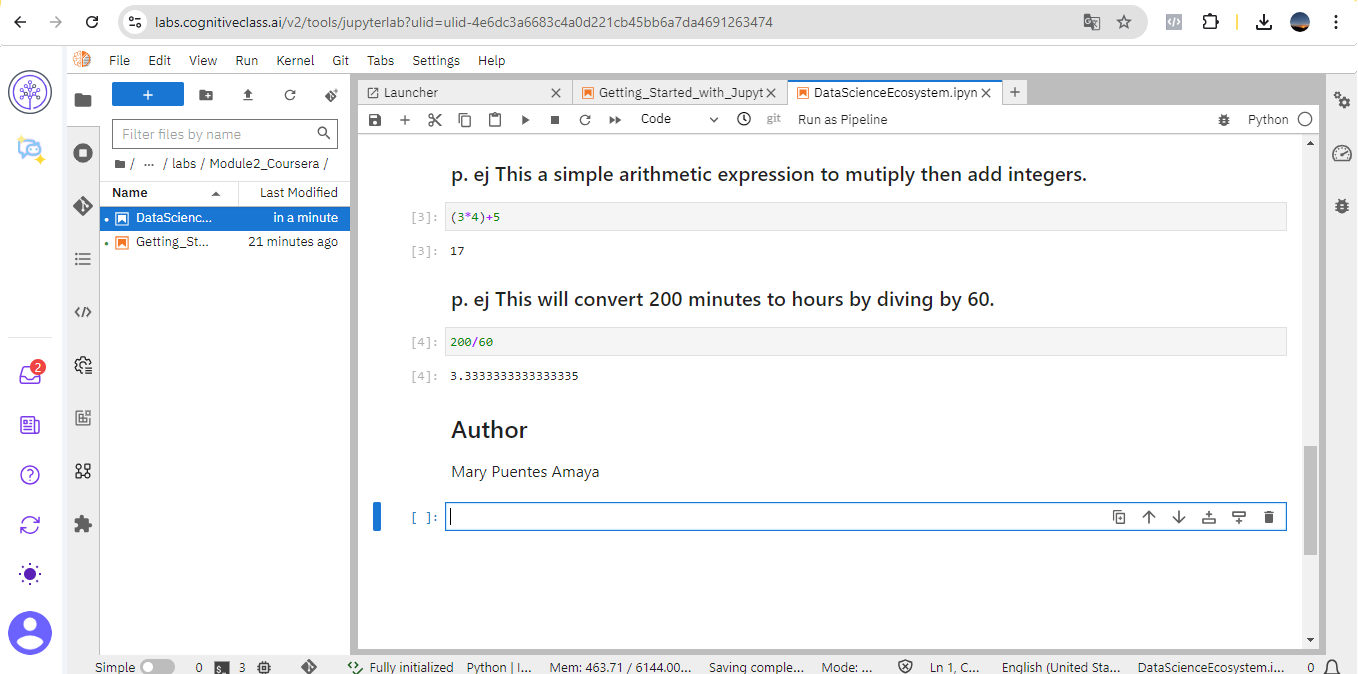 labs.cognitiveclass.ai/v2/tools/jupyterlab?ulid=ulid-4e6dc3a6683c4a0d221cb45bb6a7da4691263474
File Edit View Run Kernel Git Tabs Settings Help
+
Launcher
Getting_Started_with_Jupyt
DataScienceEcosystem.ipyn
+
Filter files by name
Code
git
Run as Pipeline
Python
/ ... / labs / Module2_Coursera /
Name Last Modified
DataScienc... in a minute
Getting_St... 21 minutes ago
p. ej This a simple arithmetic expression to mutiply then add integers.
[3]: (3*4)+5
[3]: 17
p. ej This will convert 200 minutes to hours by diving by 60.
[4]: 200/60
[4]: 3.3333333333333335
Author
Mary Puentes Amaya
[ ]:
2
Simple 0 3 Fully initialized Python | I... Mem: 463.71 / 6144.00... Saving comple... Mode: ... Ln 1, C... English (United Sta... DataScienceEcosystem.i... 0